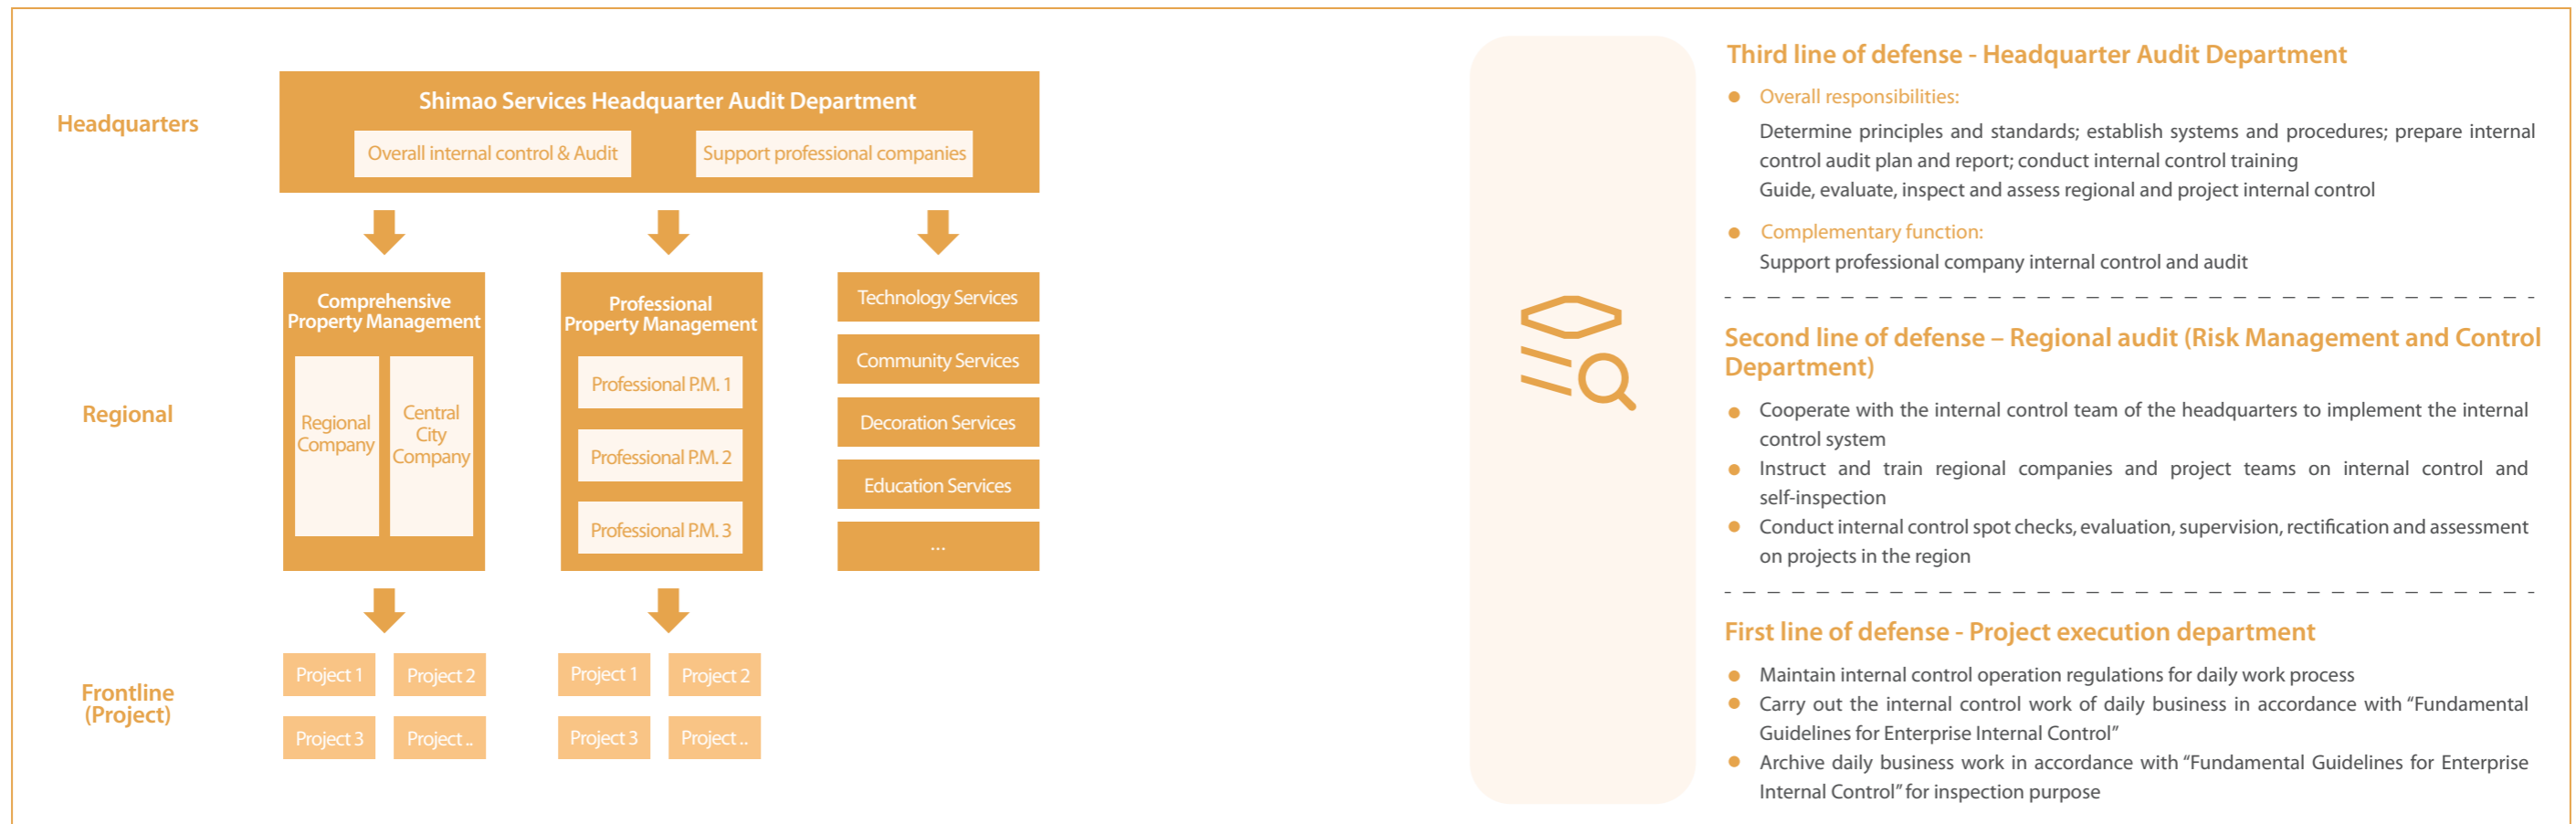 Headquarters
Shimao Services Headquarter Audit Department
Overall internal control & Audit
Support professional companies
Regional
Comprehensive
Property Management
Regional
Company
Central
City
Company
Professional
Property Management
Professional P.M. 1
Professional P.M. 2
Professional P.M. 3
Technology Services
Community Services
Decoration Services
Education Services
...
Frontline
(Project)
Project 1
Project 2
Project 3
Project ..
Project 1
Project 2
Project 3
Project ..
Third line of defense - Headquarter Audit Department
Overall responsibilities:
Determine principles and standards; establish systems and procedures; prepare internal
control audit plan and report; conduct internal control training
Guide, evaluate, inspect and assess regional and project internal control
Complementary function:
Support professional company internal control and audit
Second line of defense – Regional audit (Risk Management and Control
Department)
Cooperate with the internal control team of the headquarters to implement the internal
control system
Instruct and train regional companies and project teams on internal control and
self-inspection
Conduct internal control spot checks, evaluation, supervision, rectification and assessment
on projects in the region
First line of defense - Project execution department
Maintain internal control operation regulations for daily work process
Carry out the internal control work of daily business in accordance with “Fundamental
Guidelines for Enterprise Internal Control”
Archive daily business work in accordance with “Fundamental Guidelines for Enterprise
Internal Control” for inspection purpose